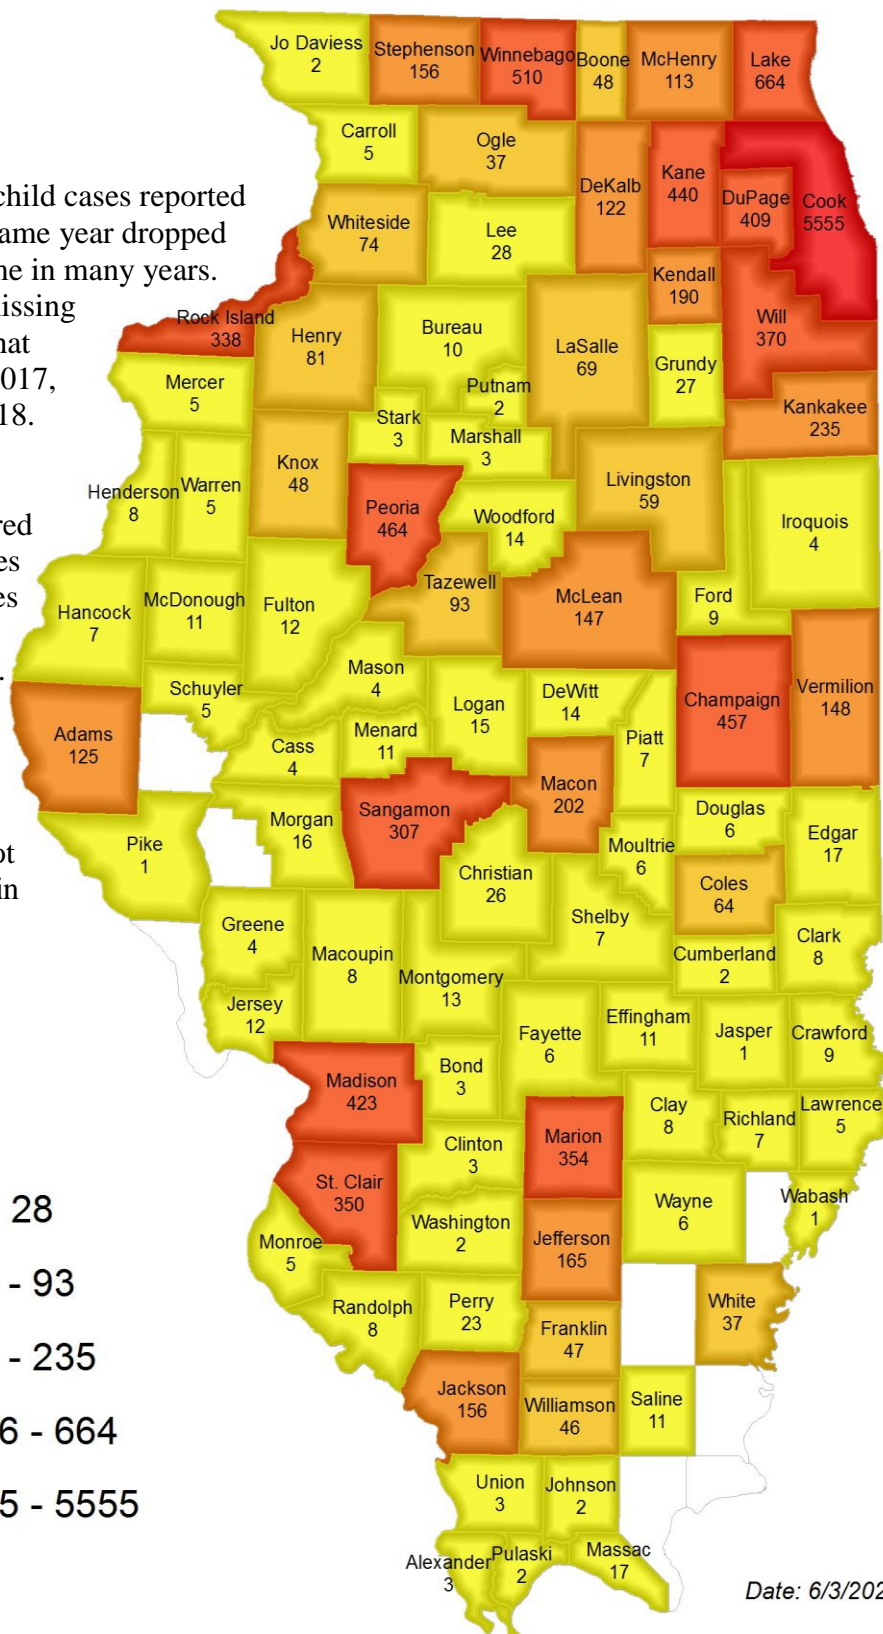 Jo Daviess
2
Stephenson
156
Winnebago
510
Boone
48
McHenry
113
Lake
664
Carroll
5
Ogle
37
DeKalb
122
Kane
440
DuPage
409
Cook
5555
child cases reported
ame year dropped
ne in many years.
issing
hat
017,
18.
Whiteside
74
Lee
28
Kendall
190
Will
370
Rock Island
338
Henry
81
Bureau
10
LaSalle
69
Grundy
27
Putnam
2
Mercer
5
Stark
3
Marshall
3
Kankakee
235
Knox
48
Livingston
59
Henderson
8
Warren
5
Peoria
464
Woodford
14
Iroquois
4
red
es
es
.
Tazewell
93
McLean
147
Ford
9
Hancock
7
McDonough
11
Fulton
12
Mason
4
Schuyler
5
Logan
15
DeWitt
14
Champaign
457
Vermilion
148
Adams
125
Cass
4
Menard
11
Piatt
7
Macon
202
Sangamon
307
Morgan
16
Douglas
6
Edgar
17
Pike
1
ot
in
Moultrie
6
Christian
26
Coles
64
Shelby
7
Greene
4
Macoupin
8
Montgomery
13
Cumberland
2
Clark
8
Jersey
12
Fayette
6
Effingham
11
Jasper
1
Crawford
9
Madison
423
Bond
3
Clay
8
Richland
7
Lawrence
5
Marion
354
Clinton
3
St. Clair
350
Wayne
6
Wabash
1
Washington
2
Jefferson
165
Monroe
5
Randolph
8
Perry
23
White
37
Franklin
47
Jackson
156
Williamson
46
Saline
11
Union
3
Johnson
2
Alexander
3
Pulaski
2
Massac
17
28
- 93
- 235
6 - 664
5 - 5555
Date: 6/3/202